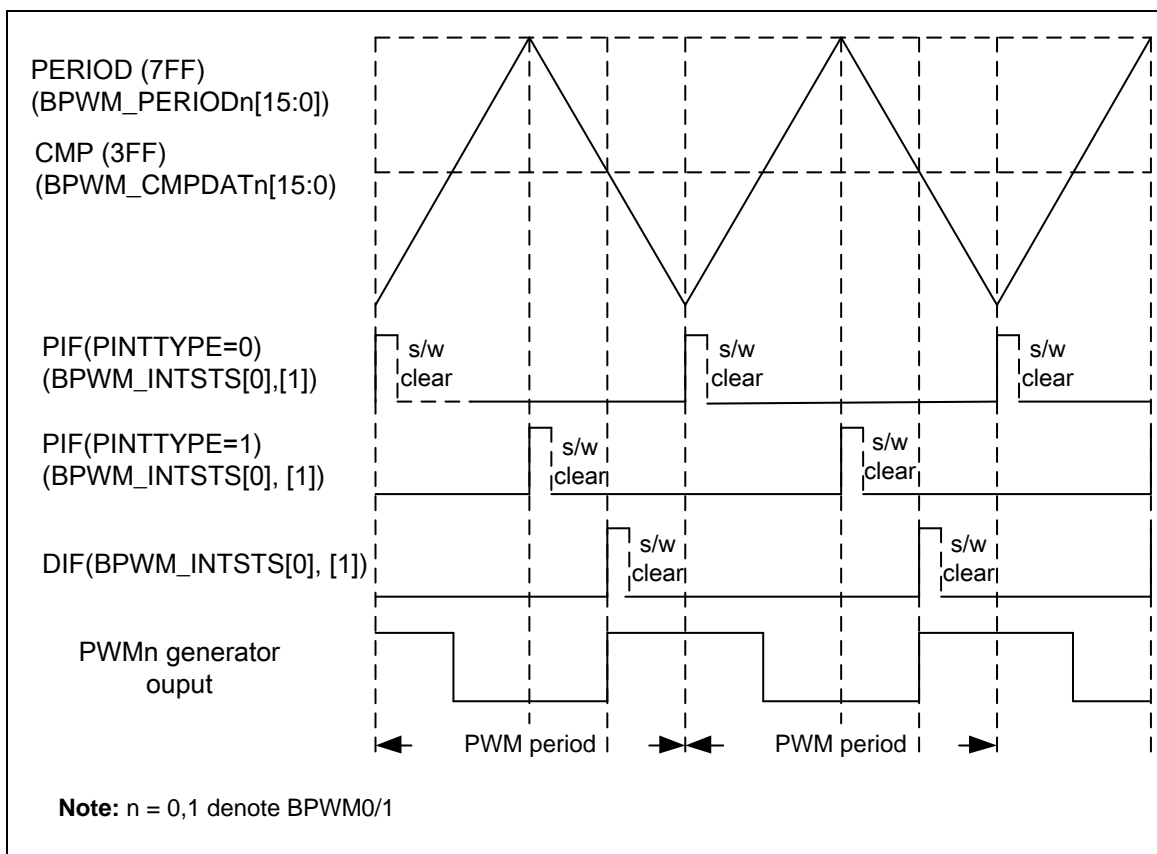 PERIOD (7FF)
(BPWM_PERIODn[15:0])
CMP (3FF)
(BPWM_CMPDATn[15:0)
PIF(PINTTYPE=0)
(BPWM_INTSTS[0],[1])
s/w
clear
s/w
clear
s/w
clear
PIF(PINTTYPE=1)
(BPWM_INTSTS[0], [1])
s/w
clear
s/w
clear
DIF(BPWM_INTSTS[0], [1])
s/w
clear
s/w
clear
PWMn generator
ouput
PWM period
PWM period
Note: n = 0,1 denote BPWM0/1